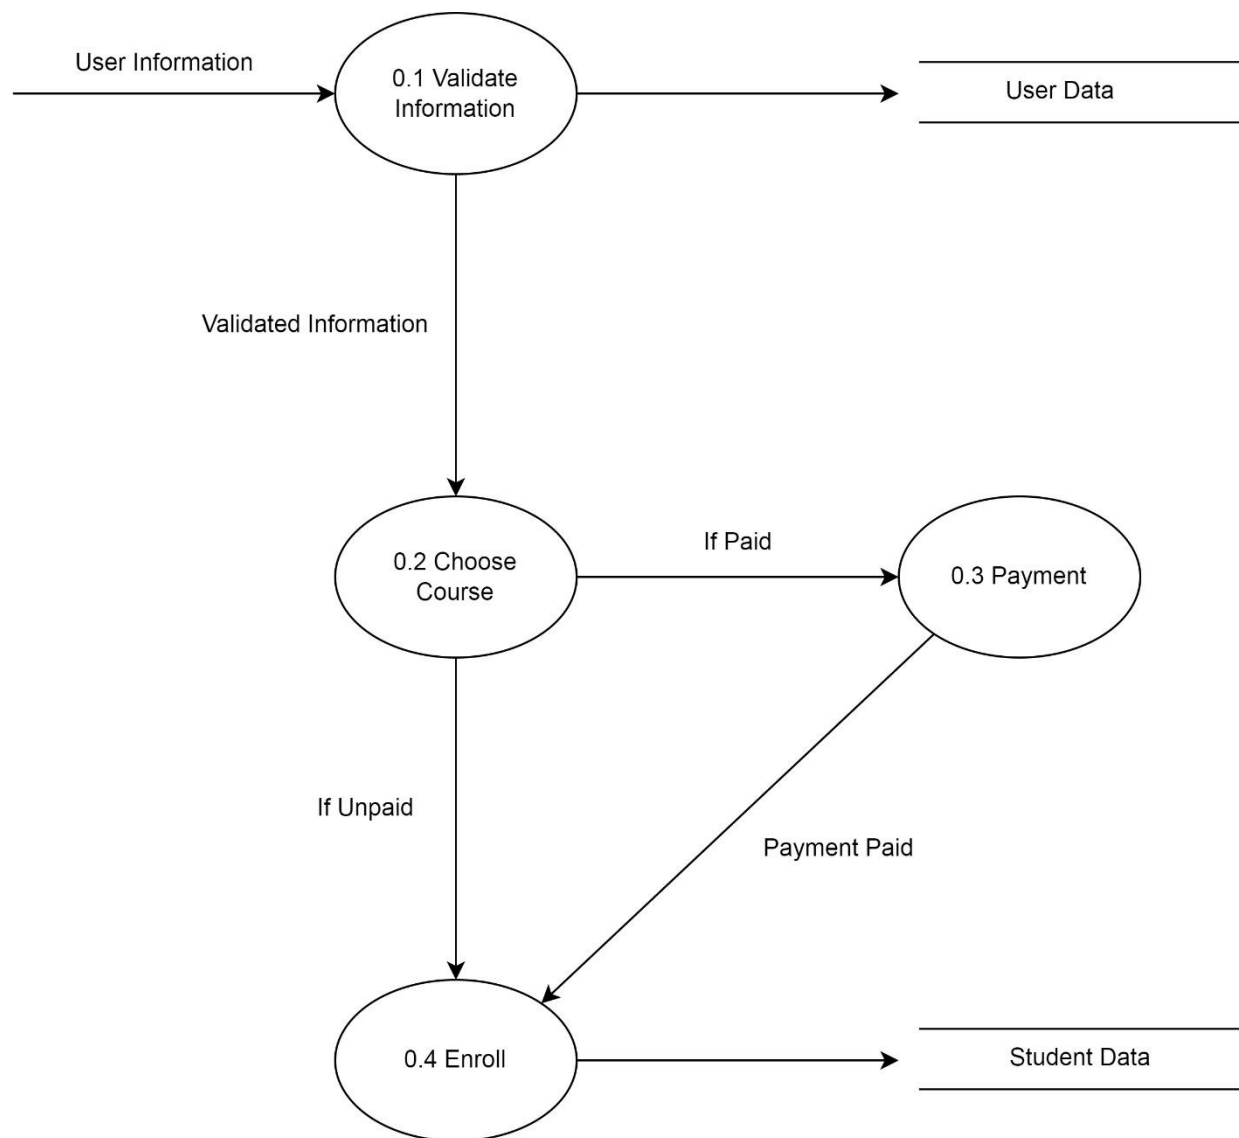 User Information
0.1 Validate
Information
User Data
Validated Information
0.2 Choose
Course
If Paid
0.3 Payment
If Unpaid
Payment Paid
0.4 Enroll
Student Data